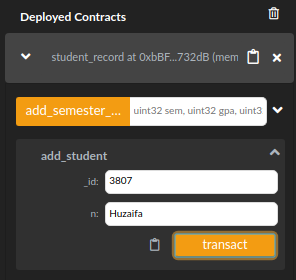 Deployed Contracts
student_record at 0xbBF...732dB (mem
add_semester_... uint32 sem, uint32 gpa, uint3
add_student
_id: 3807
n: Huzaifa
transact